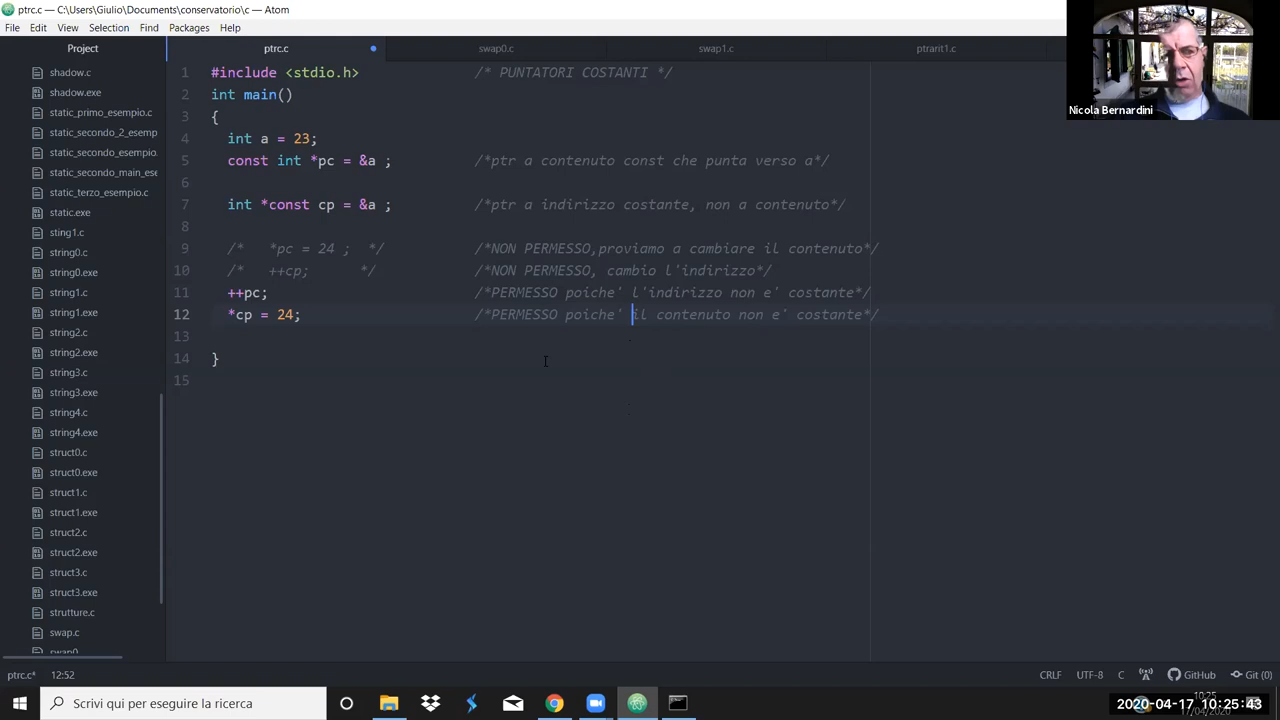 ptrc.c — C:\Users\Giulio\Documents\conservatorio\c — Atom
File Edit View Selection Find Packages Help
Project
ptrc.c
swap0.c
swap1.c
ptrarit1.c
Nicola Bernardini
shadow.c
shadow.exe
static_primo_esempio.c
static_secondo_2_esemp
static_secondo_esempio.
static_secondo_main_ese
static_terzo_esempio.c
static.exe
sting1.c
string0.c
string0.exe
string1.c
string1.exe
string2.c
string2.exe
string3.c
string3.exe
string4.c
string4.exe
struct0.c
struct0.exe
struct1.c
struct1.exe
struct2.c
struct2.exe
struct3.c
struct3.exe
strutture.c
swap.c
swap0
1 #include <stdio.h> /* PUNTATORI COSTANTI */
2 int main()
3 {
4 int a = 23;
5 const int *pc = &a ; /*ptr a contenuto const che punta verso a*/
6
7 int *const cp = &a ; /*ptr a indirizzo costante, non a contenuto*/
8
9 /* *pc = 24 ; */ /*NON PERMESSO,proviamo a cambiare il contenuto*/
10 /* ++cp; */ /*NON PERMESSO, cambio l'indirizzo*/
11 ++pc; /*PERMESSO poiche' l'indirizzo non e' costante*/
12 *cp = 24; /*PERMESSO poiche' il contenuto non e' costante*/
13
14 }
15
ptrc.c* 12:52 CRLF UTF-8 C GitHub Git (0)
Scrivi qui per eseguire la ricerca
10:25
17/04/2020
2020-04-17 10:25:43